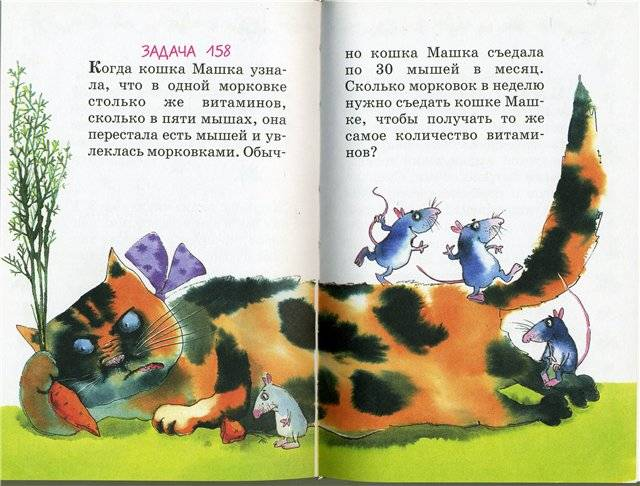 ЗАДАЧА 158
Когда кошка Машка узна-
ла, что в одной морковке
столько же витаминов,
сколько в пяти мышах, она
перестала есть мышей и ув-
леклась морковками. Обыч-
но кошка Машка съедала
по 30 мышей в месяц.
Сколько морковок в неделю
нужно съедать кошке Маш-
ке, чтобы получать то же
самое количество витами-
нов?